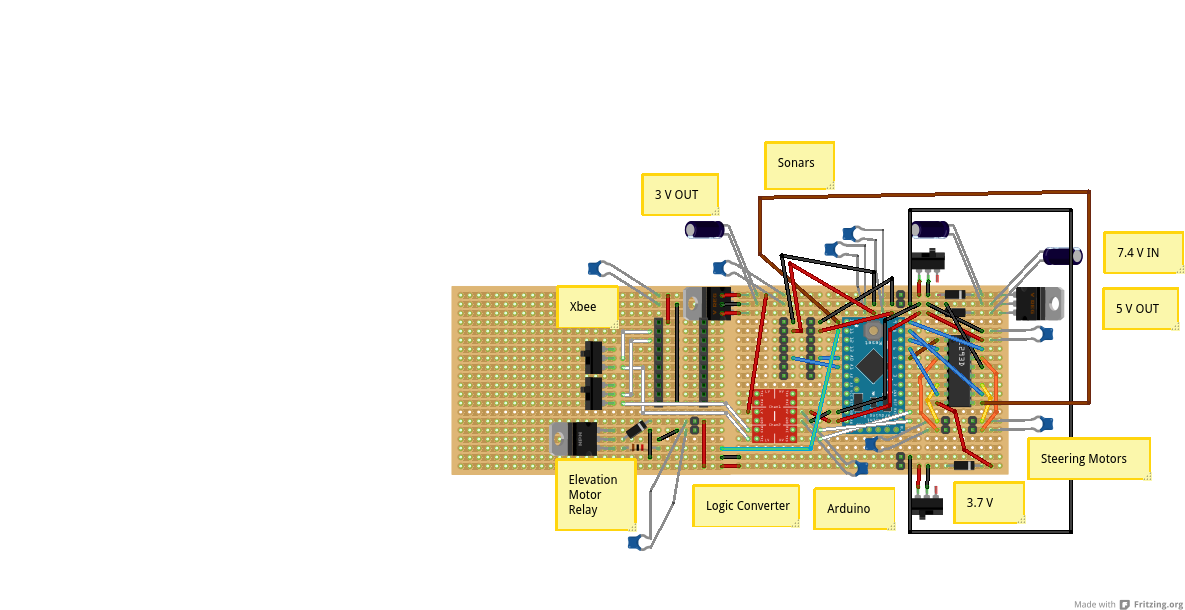 Sonars
3 V OUT
7.4 V IN
Xbee
5 V OUT
Reset
Steering Motors
Elevation
Motor
Relay
Logic Converter
Arduino
3.7 V
Made with Fritzing.org